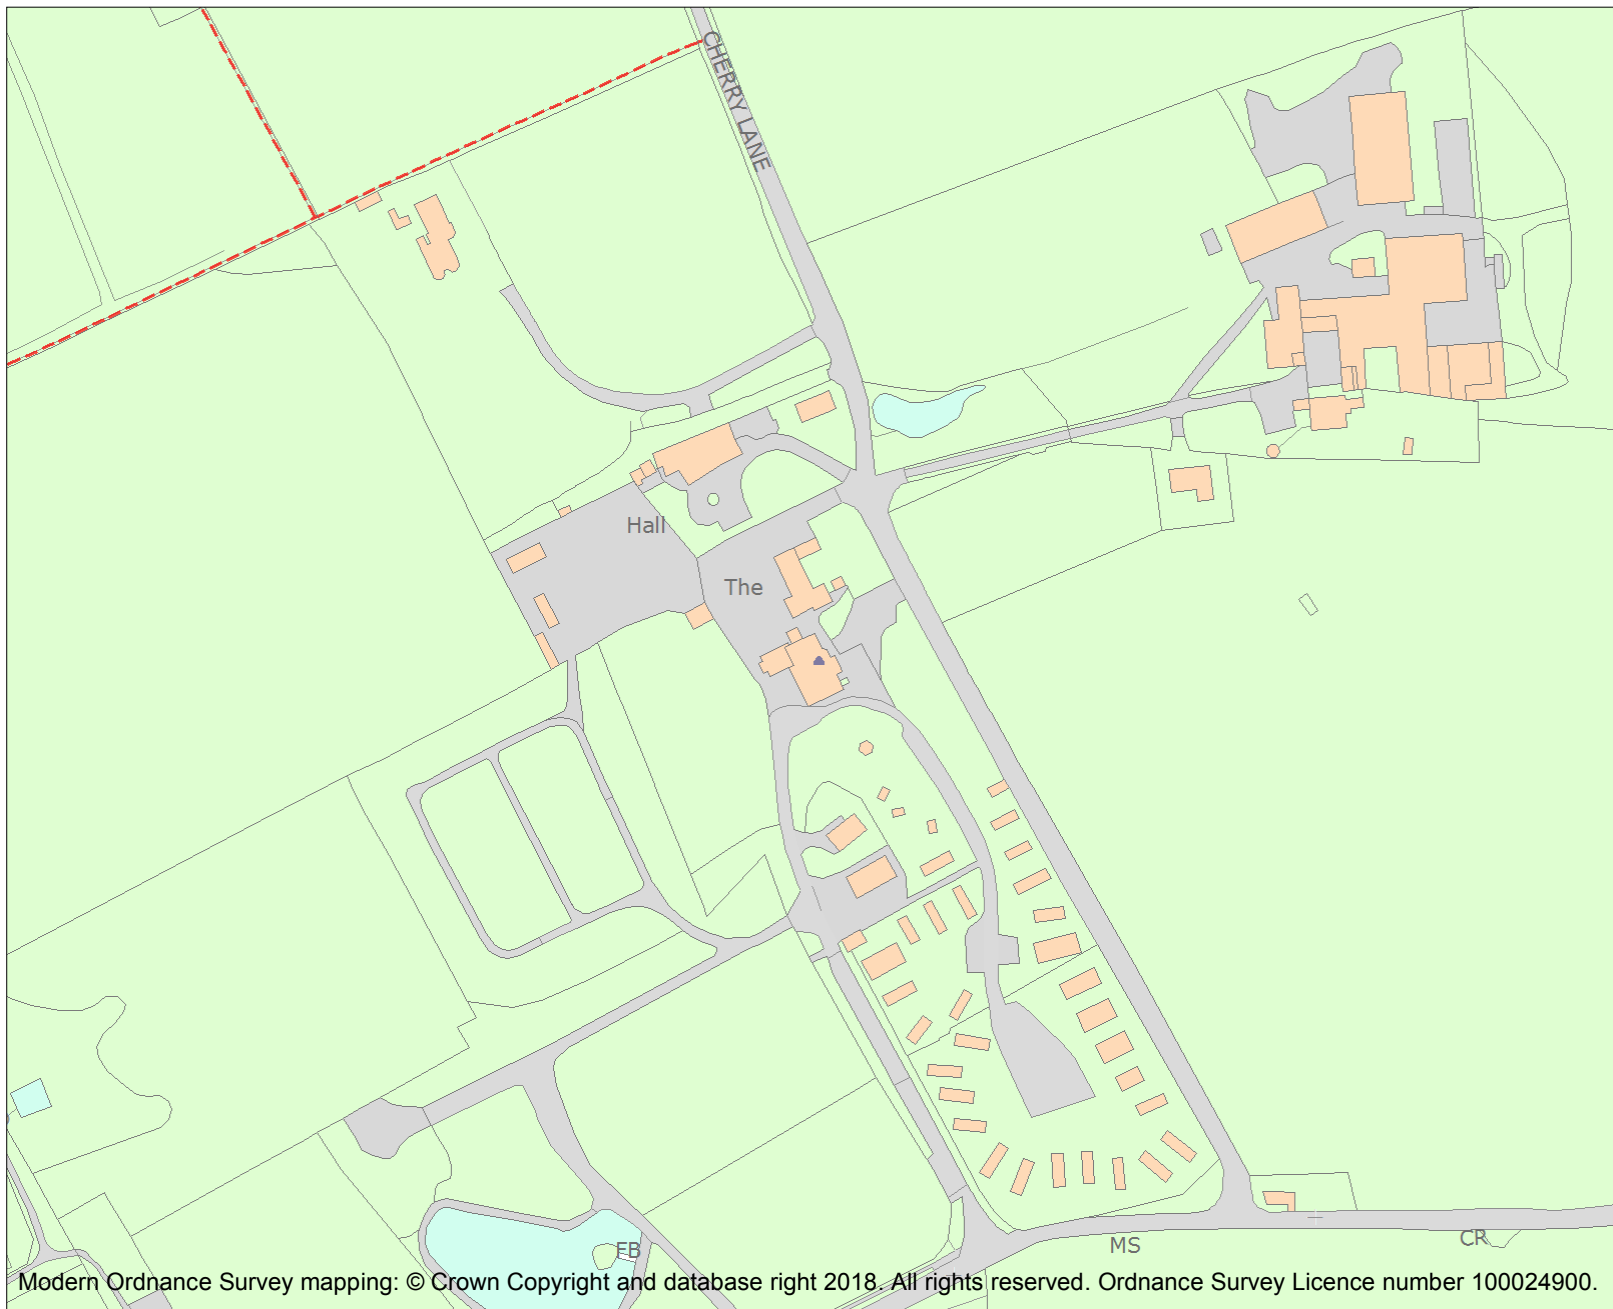 CHERRY LANE
Hall
The
FB
MS
CR
Modern Ordnance Survey mapping: © Crown Copyright and database right 2018. All rights reserved. Ordnance Survey Licence number 100024900.